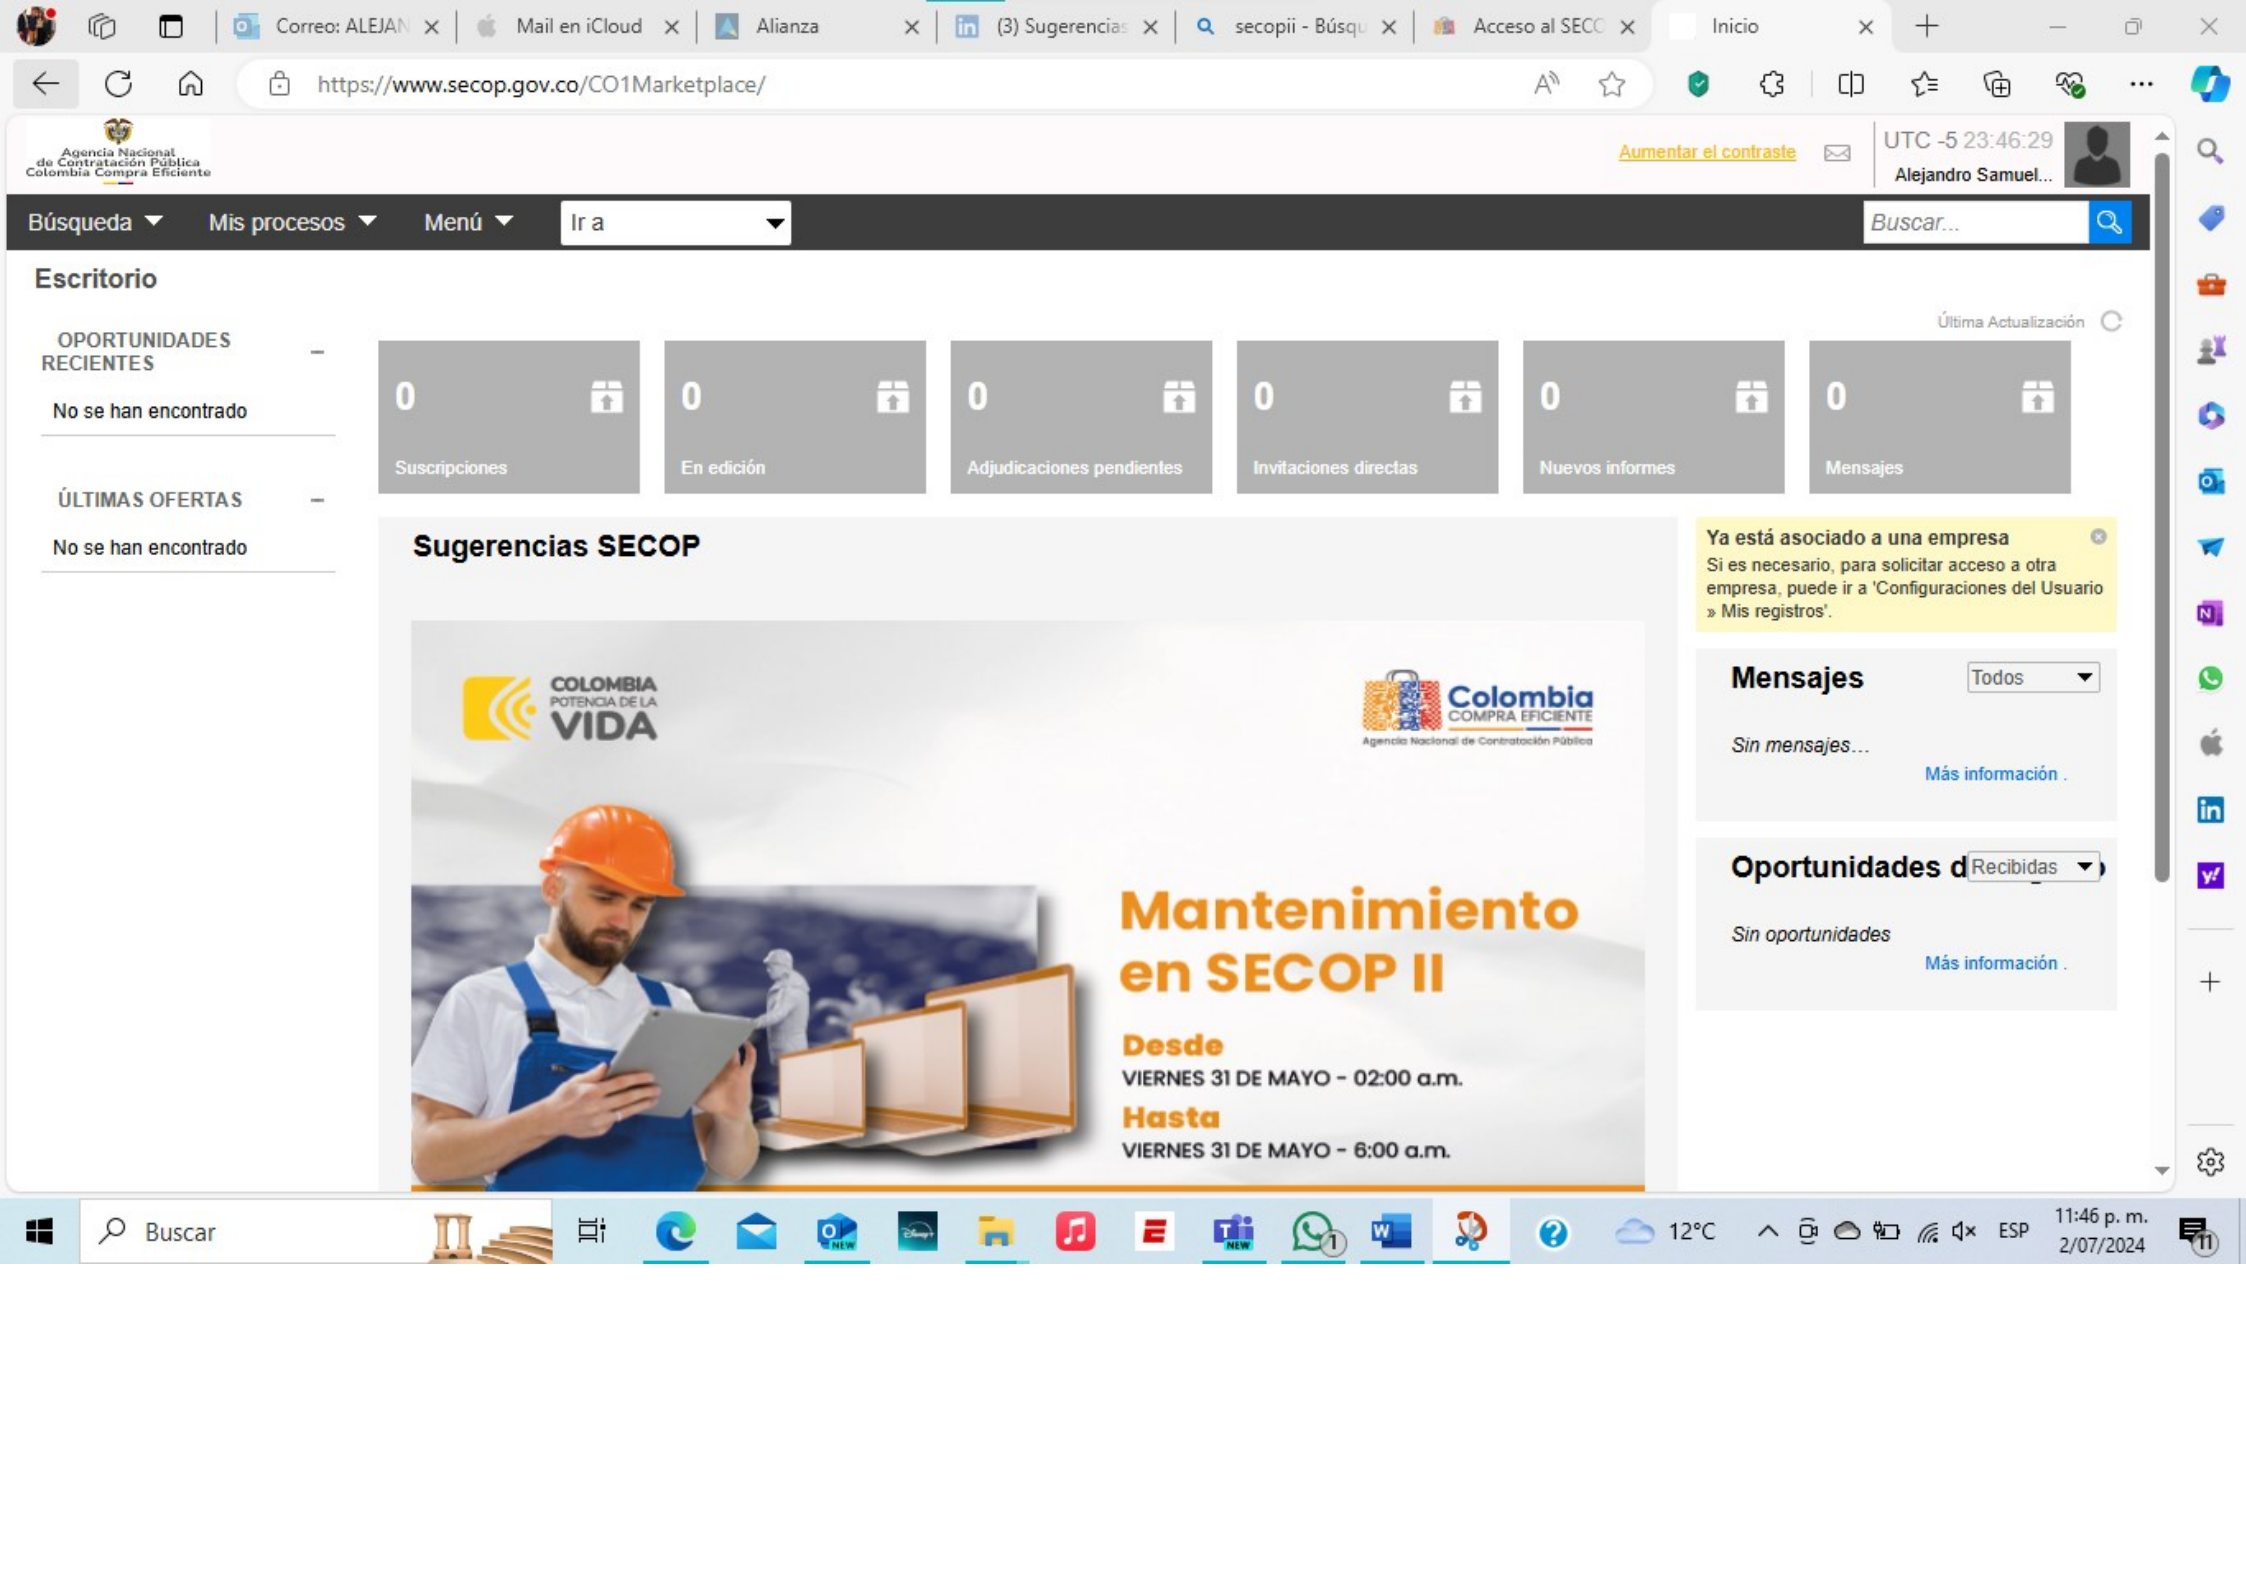 Correo: ALEJAN
Mail en iCloud
Alianza
(3) Sugerencias
secopii - Búsqu
Acceso al SECO
Inicio
https://www.secop.gov.co/CO1Marketplace/
Agencia Nacional
de Contratación Pública
Colombia Compra Eficiente
Aumentar el contraste
UTC -5 23:46:29
Alejandro Samuel...
Búsqueda
Mis procesos
Menú
Ir a
Buscar...
Escritorio
Última Actualización
OPORTUNIDADES
RECIENTES
No se han encontrado
ÚLTIMAS OFERTAS
No se han encontrado
0
Suscripciones
0
En edición
0
Adjudicaciones pendientes
0
Invitaciones directas
0
Nuevos informes
0
Mensajes
Sugerencias SECOP
COLOMBIA
POTENCIA DE LA
VIDA
Colombia
COMPRA EFICIENTE
Agencia Nacional de Contratación Pública
Mantenimiento
en SECOP II
Desde
VIERNES 31 DE MAYO - 02:00 a.m.
Hasta
VIERNES 31 DE MAYO - 6:00 a.m.
Ya está asociado a una empresa
Si es necesario, para solicitar acceso a otra
empresa, puede ir a 'Configuraciones del Usuario
» Mis registros'.
Mensajes
Todos
Sin mensajes...
Más información .
Oportunidades d
Recibidas
Sin oportunidades
Más información .
Buscar
12°C
ESP
11:46 p. m.
2/07/2024
11